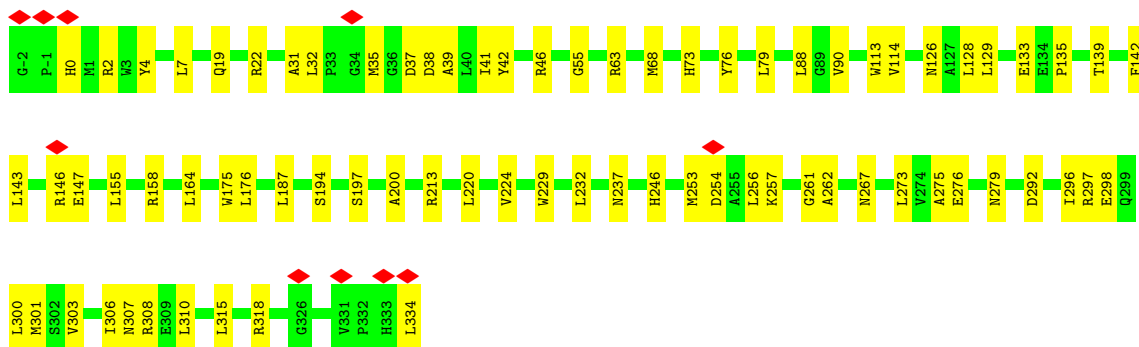 G-2 P-1 H0 M1 R2 W3 Y4 L7 Q19 R22 A31 L32 P33 G34 M35 G36 D37 D38 A39 L40 I41 Y42 R46 G55 R63 M68 H73 Y76 L79 L88 G89 V90 W113 V114 N126 A127 L128 L129 E133 E134 P135 T139 F142
L143 R146 E147 L155 R158 L164 W175 L176 L187 S194 S197 A200 R213 L220 V224 W229 L232 N237 H246 M253 D254 A255 L256 K257 G261 A262 N267 L273 V274 A275 E276 N279 D292 I296 R297 E298 Q299
L300 M301 S302 V303 I306 N307 R308 E309 L310 L315 R318 G326 V331 P332 H333 L334